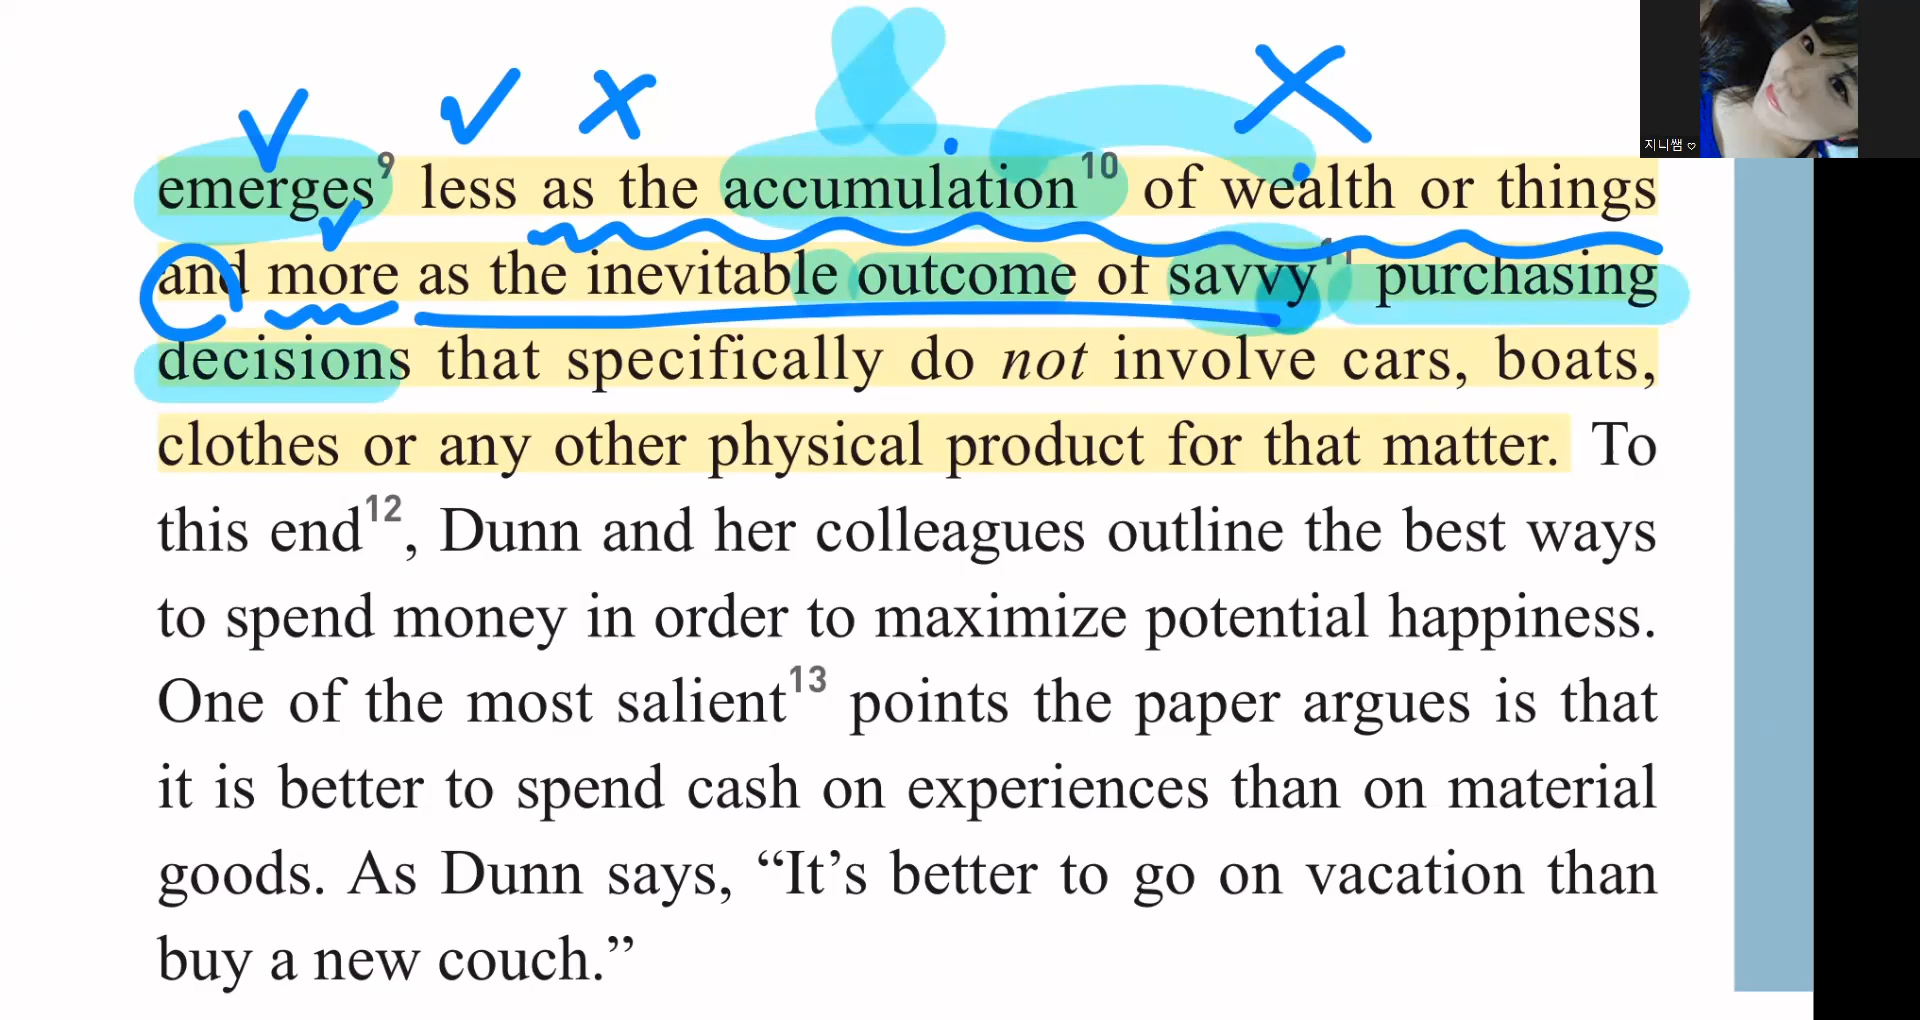 지니쌤 ♡
emerges9 less as the accumulation10 of wealth or things
and more as the inevitable outcome of savvy11 purchasing
decisions that specifically do not involve cars, boats,
clothes or any other physical product for that matter. To
this end12, Dunn and her colleagues outline the best ways
to spend money in order to maximize potential happiness.
One of the most salient13 points the paper argues is that
it is better to spend cash on experiences than on material
goods. As Dunn says, “It’s better to go on vacation than
buy a new couch.”